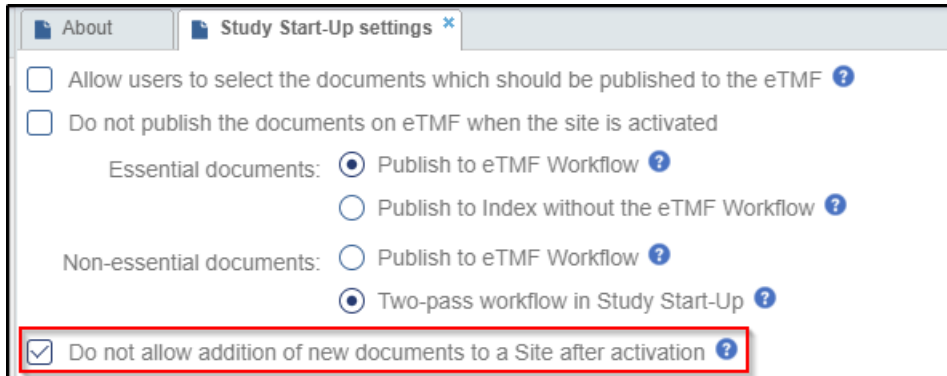 About
Study Start-Up settings
Allow users to select the documents which should be published to the eTMF
Do not publish the documents on eTMF when the site is activated
Essential documents: Publish to eTMF Workflow
Publish to Index without the eTMF Workflow
Non-essential documents: Publish to eTMF Workflow
Two-pass workflow in Study Start-Up
Do not allow addition of new documents to a Site after activation